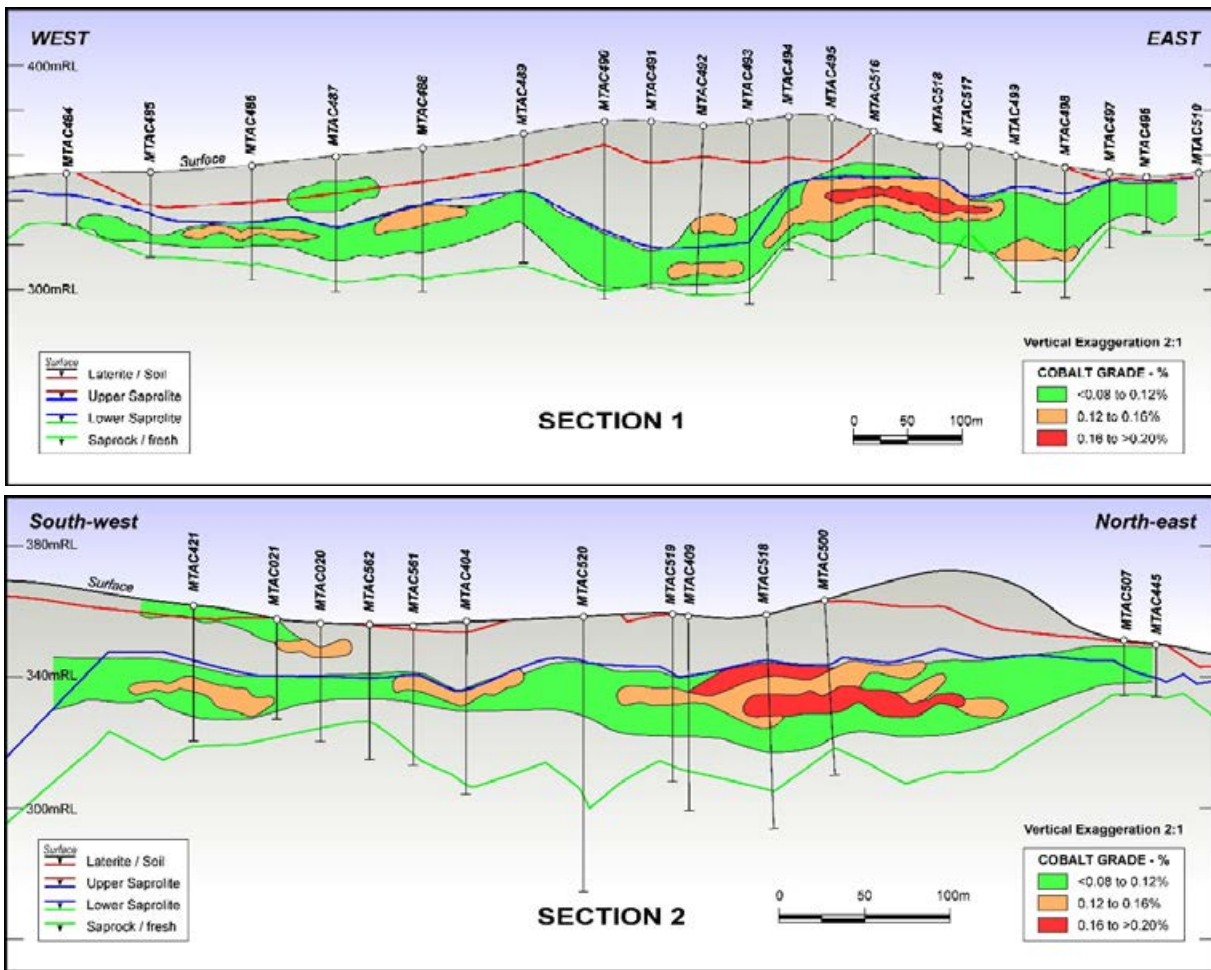 WEST
EAST
400mRL
300mRL
MTAC484
MTAC485
MTAC486
MTAC487
MTAC488
MTAC489
MTAC490
MTAC491
MTAC492
MTAC493
MTAC494
MTAC495
MTAC516
MTAC518
MTAC517
MTAC499
MTAC498
MTAC497
MTAC496
MTAC510
Surface
Surface
Laterite / Soil
Upper Saprolite
Lower Saprolite
Saprock / fresh
SECTION 1
0 50 100m
Vertical Exaggeration 2:1
COBALT GRADE - %
<0.08 to 0.12%
0.12 to 0.16%
0.16 to >0.20%
South-west
North-east
380mRL
340mRL
300mRL
Surface
MTAC421
MTAC021
MTAC020
MTAC562
MTAC561
MTAC404
MTAC520
MTAC519
MTAC409
MTAC518
MTAC500
MTAC507
MTAC445
Surface
Laterite / Soil
Upper Saprolite
Lower Saprolite
Saprock / fresh
SECTION 2
0 50 100m
Vertical Exaggeration 2:1
COBALT GRADE - %
<0.08 to 0.12%
0.12 to 0.16%
0.16 to >0.20%